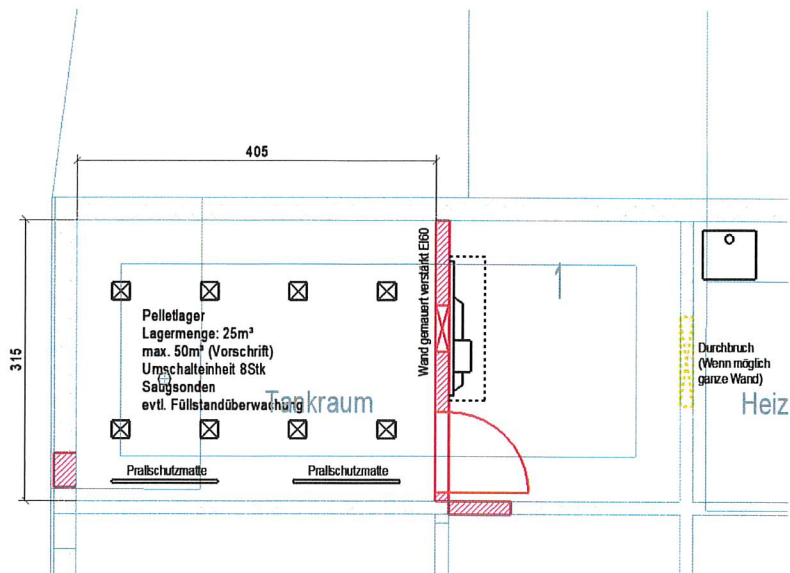 405
315
Wand gemauert verstärkt EI60
1
Pelletlager
Lagermenge: 25m³
max. 50m³ (Vorschrift)
Umschalteinheit 8Stk
Saugsonden
evtl. Füllstandüberwachung
Tankraum
Durchbruch
(Wenn möglich
ganze Wand)
Heiz
Prallschutzmatte
Prallschutzmatte